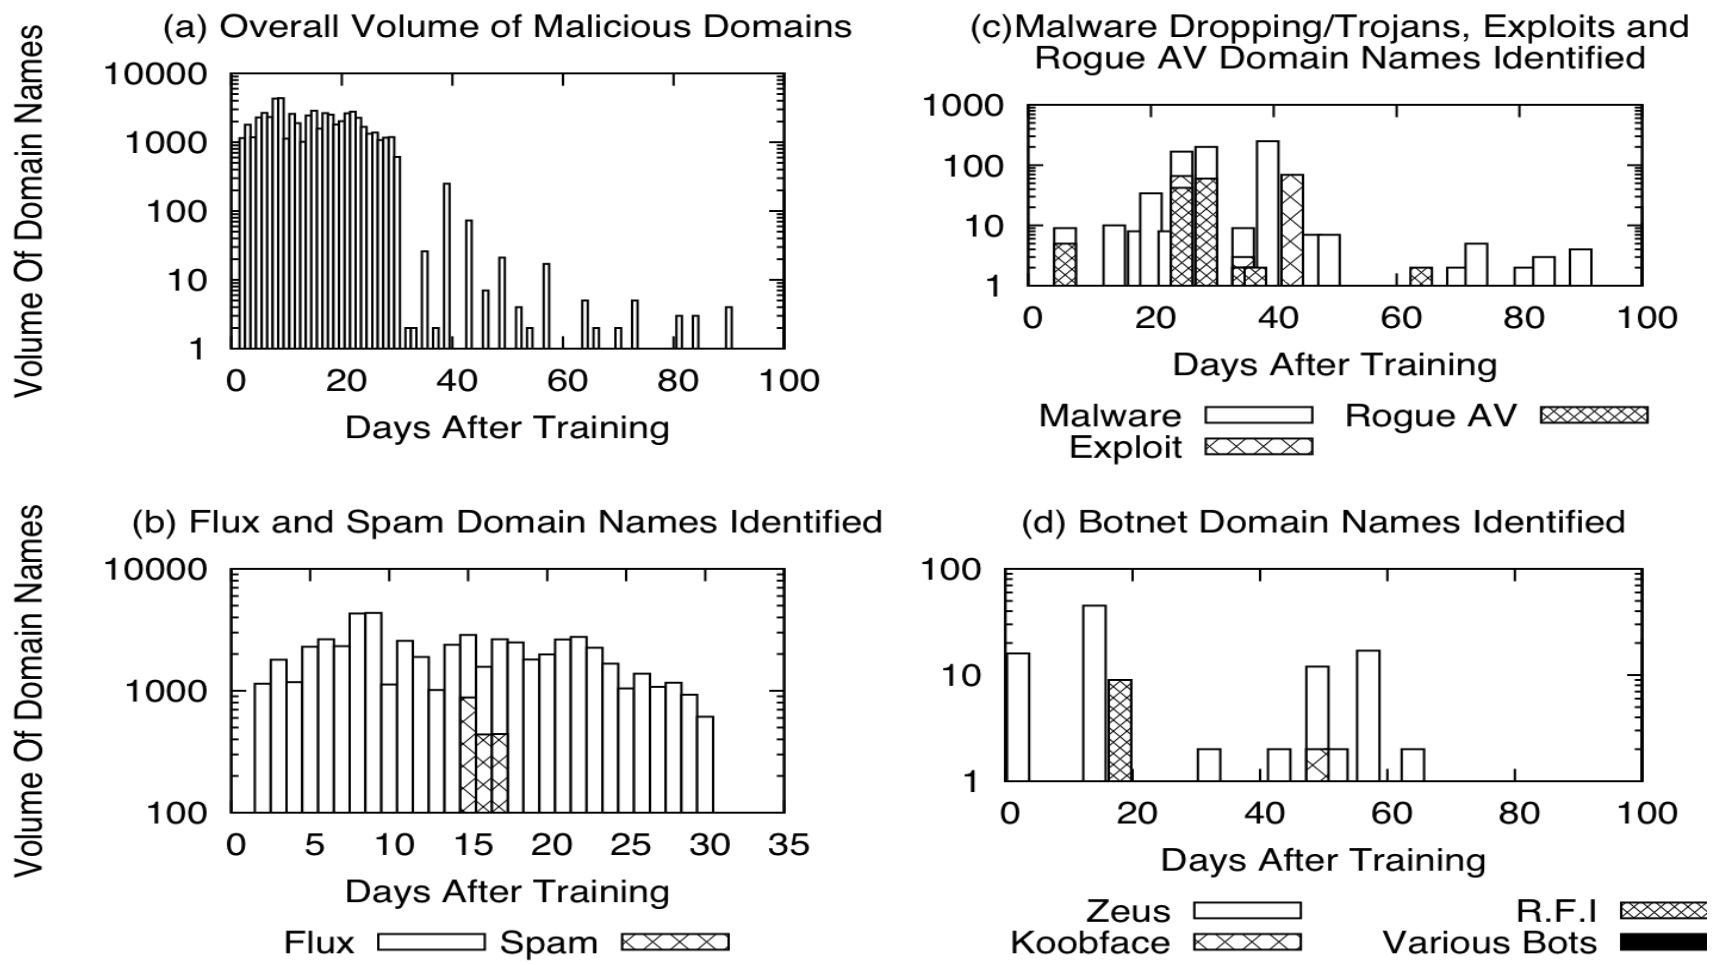 (a) Overall Volume of Malicious Domains
Volume Of Domain Names
10000
1000
100
10
1
0 20 40 60 80 100
Days After Training
(c)Malware Dropping/Trojans, Exploits and
Rogue AV Domain Names Identified
1000
100
10
1
0 20 40 60 80 100
Days After Training
Malware Rogue AV
Exploit
(b) Flux and Spam Domain Names Identified
Volume Of Domain Names
10000
1000
100
0 5 10 15 20 25 30 35
Days After Training
Flux Spam
(d) Botnet Domain Names Identified
100
10
1
0 20 40 60 80 100
Days After Training
Zeus R.F.I
Koobface Various Bots